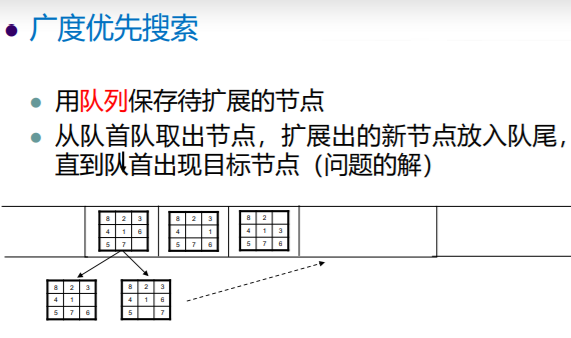 广度优先搜索
用队列保存待扩展的节点
从队首队取出节点，扩展出的新节点放入队尾，
直到队首出现目标节点（问题的解）
8 2 3 8 2 3 8 2
4 1 6 4 1 4 1 3
5 7 5 7 6 5 7 6
8 2 3 8 2 3
4 1 4 1 6
5 7 6 5 7